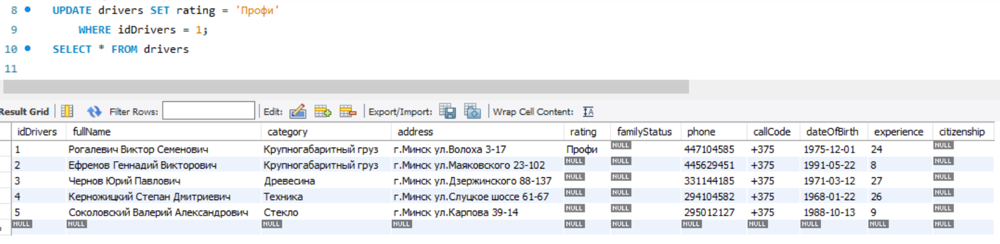 8 UPDATE drivers SET rating = 'Профи'
9 WHERE idDrivers = 1;
10 SELECT * FROM drivers
11
Result Grid Filter Rows: Edit: Export/Import: Wrap Cell Content: IA
idDrivers fullName category address rating familyStatus phone callCode dateOfBirth experience citizenship
1 Рогалевич Виктор Семенович Крупногабаритный груз г.Минск ул.Волоха 3-17 Профи NULL 447104585 +375 1975-12-01 24 NULL
2 Ефремов Геннадий Викторович Крупногабаритный груз г.Минск ул.Маяковского 23-102 NULL NULL 445629451 +375 1991-05-22 8 NULL
3 Чернов Юрий Павлович Древесина г.Минск ул.Дзержинского 88-137 NULL NULL 331144185 +375 1971-03-12 27 NULL
4 Керножицкий Степан Дмитриевич Техника г.Минск ул.Слуцкое шоссе 61-67 NULL NULL 294104582 +375 1968-01-22 26 NULL
5 Соколовский Валерий Александрович Стекло г.Минск ул.Карпова 39-14 NULL NULL 295012127 +375 1988-10-13 9 NULL
NULL NULL NULL NULL NULL NULL NULL NULL NULL NULL NULL